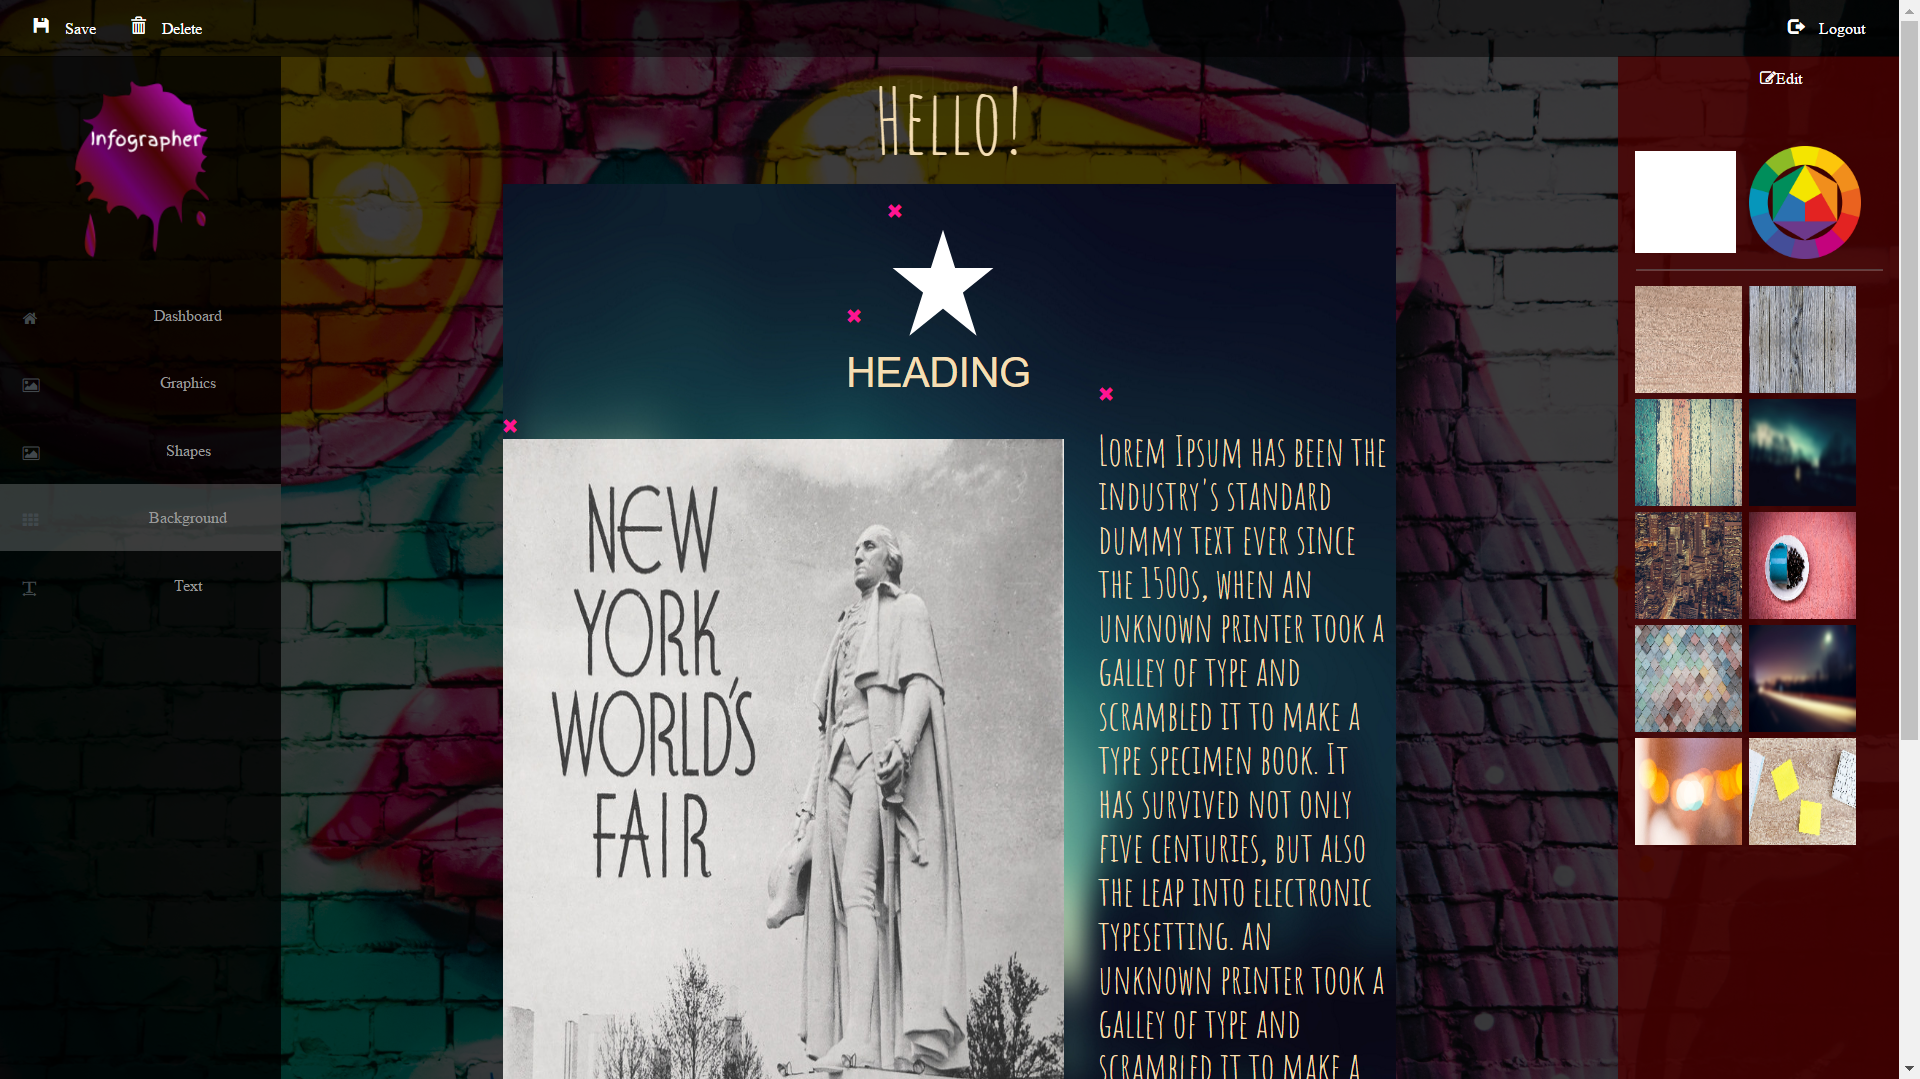 Save
Delete
Logout
Infographer
Dashboard
Graphics
Shapes
Background
Text
Hello!
HEADING
NEW
YORK
WORLD'S
FAIR
Lorem Ipsum has been the
industry's standard
dummy text ever since
the 1500s, when an
unknown printer took a
galley of type and
scrambled it to make a
type specimen book. It
has survived not only
five centuries, but also
the leap into electronic
typesetting. an
unknown printer took a
galley of type and
scrambled it to make a
Edit